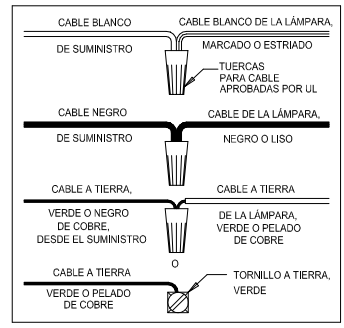 CABLE BLANCO
DE SUMINISTRO
CABLE BLANCO DE LA LÁMPARA,
MARCADO O ESTRIADO
TUERCAS
PARA CABLE
APROBADAS POR UL
CABLE NEGRO
DE SUMINISTRO
CABLE DE LA LÁMPARA,
NEGRO O LISO
CABLE A TIERRA,
VERDE O NEGRO
DE COBRE,
DESDE EL SUMINISTRO
CABLE A TIERRA
DE LA LÁMPARA,
VERDE O PELADO
DE COBRE
O
CABLE A TIERRA
VERDE O PELADO
DE COBRE
TORNILLO A TIERRA,
VERDE